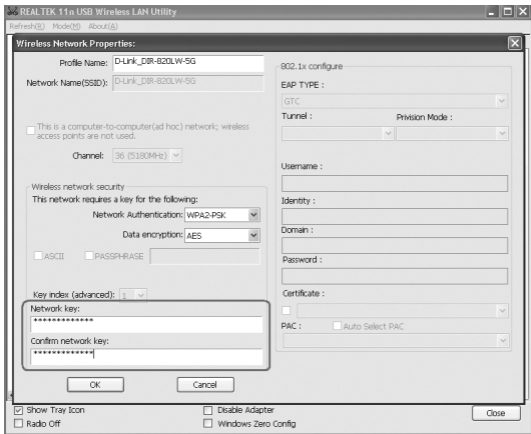 REALTEK 11n USB Wireless LAN Utility
Refresh(R) Mode(M) About(A)
Wireless Network Properties:
Profile Name: D-Link_DIR-820LW-5G
Network Name(SSID): D-Link_DIR-820LW-5G
This is a computer-to-computer(ad hoc) network; wireless
access points are not used.
Channel: 36 (5180MHz)
Wireless network security
This network requires a key for the following:
Network Authentication: WPA2-PSK
Data encryption: AES
ASCII PASSPHRASE
Key index (advanced): 1
Network key:
*************
Confirm network key:
*************
OK Cancel
802.1x configure
EAP TYPE :
GTC
Tunnel : Privision Mode :
Username :
Identity :
Domain :
Password :
Certificate :
PAC : Auto Select PAC
Show Tray Icon Disable Adapter
Radio Off Windows Zero Config
Close